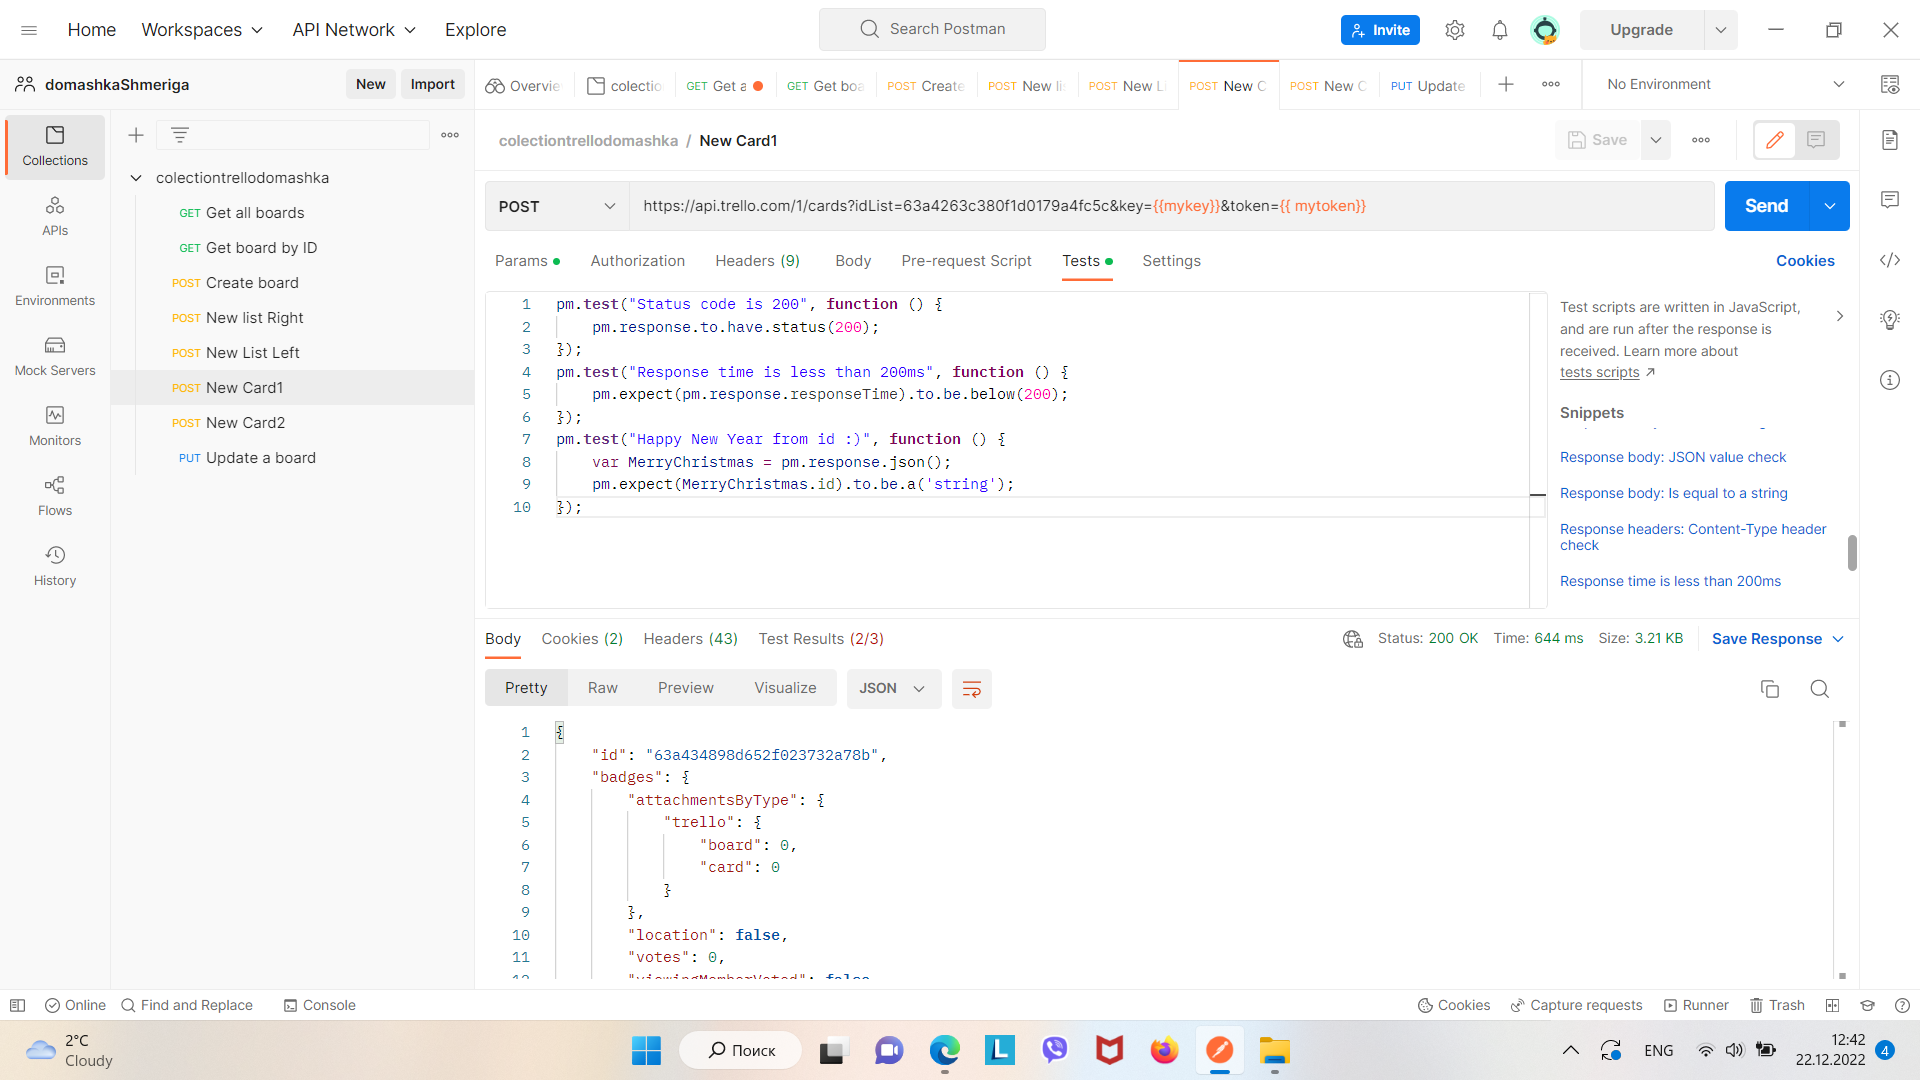 Home Workspaces API Network Explore Search Postman Invite Upgrade
domashkaShmeriga New Import Overvie colectio GET Get a GET Get boa POST Create POST New li POST New L POST New C POST New C PUT Update No Environment
Collections
APIs
Environments
Mock Servers
Monitors
Flows
History
colectiontrellodomashka
GET Get all boards
GET Get board by ID
POST Create board
POST New list Right
POST New List Left
POST New Card1
POST New Card2
PUT Update a board
colectiontrellodomashka / New Card1 Save
POST https://api.trello.com/1/cards?idList=63a4263c380f1d0179a4fc5c&key={{mykey}}&token={{ mytoken}} Send
Params Authorization Headers (9) Body Pre-request Script Tests Settings Cookies
1 pm.test("Status code is 200", function () {
2 pm.response.to.have.status(200);
3 });
4 pm.test("Response time is less than 200ms", function () {
5 pm.expect(pm.response.responseTime).to.be.below(200);
6 });
7 pm.test("Happy New Year from id :)", function () {
8 var MerryChristmas = pm.response.json();
9 pm.expect(MerryChristmas.id).to.be.a('string');
10 });
Test scripts are written in JavaScript,
and are run after the response is
received. Learn more about
tests scripts
Snippets
Response body: JSON value check
Response body: Is equal to a string
Response headers: Content-Type header
check
Response time is less than 200ms
Body Cookies (2) Headers (43) Test Results (2/3) Status: 200 OK Time: 644 ms Size: 3.21 KB Save Response
Pretty Raw Preview Visualize JSON
1 {
2 "id": "63a434898d652f023732a78b",
3 "badges": {
4 "attachmentsByType": {
5 "trello": {
6 "board": 0,
7 "card": 0
8 }
9 },
10 "location": false,
11 "votes": 0,
12 "viewingMemberVoted": false
Online Find and Replace Console Cookies Capture requests Runner Trash
2°C
Cloudy
Поиск
ENG
12:42
22.12.2022
4